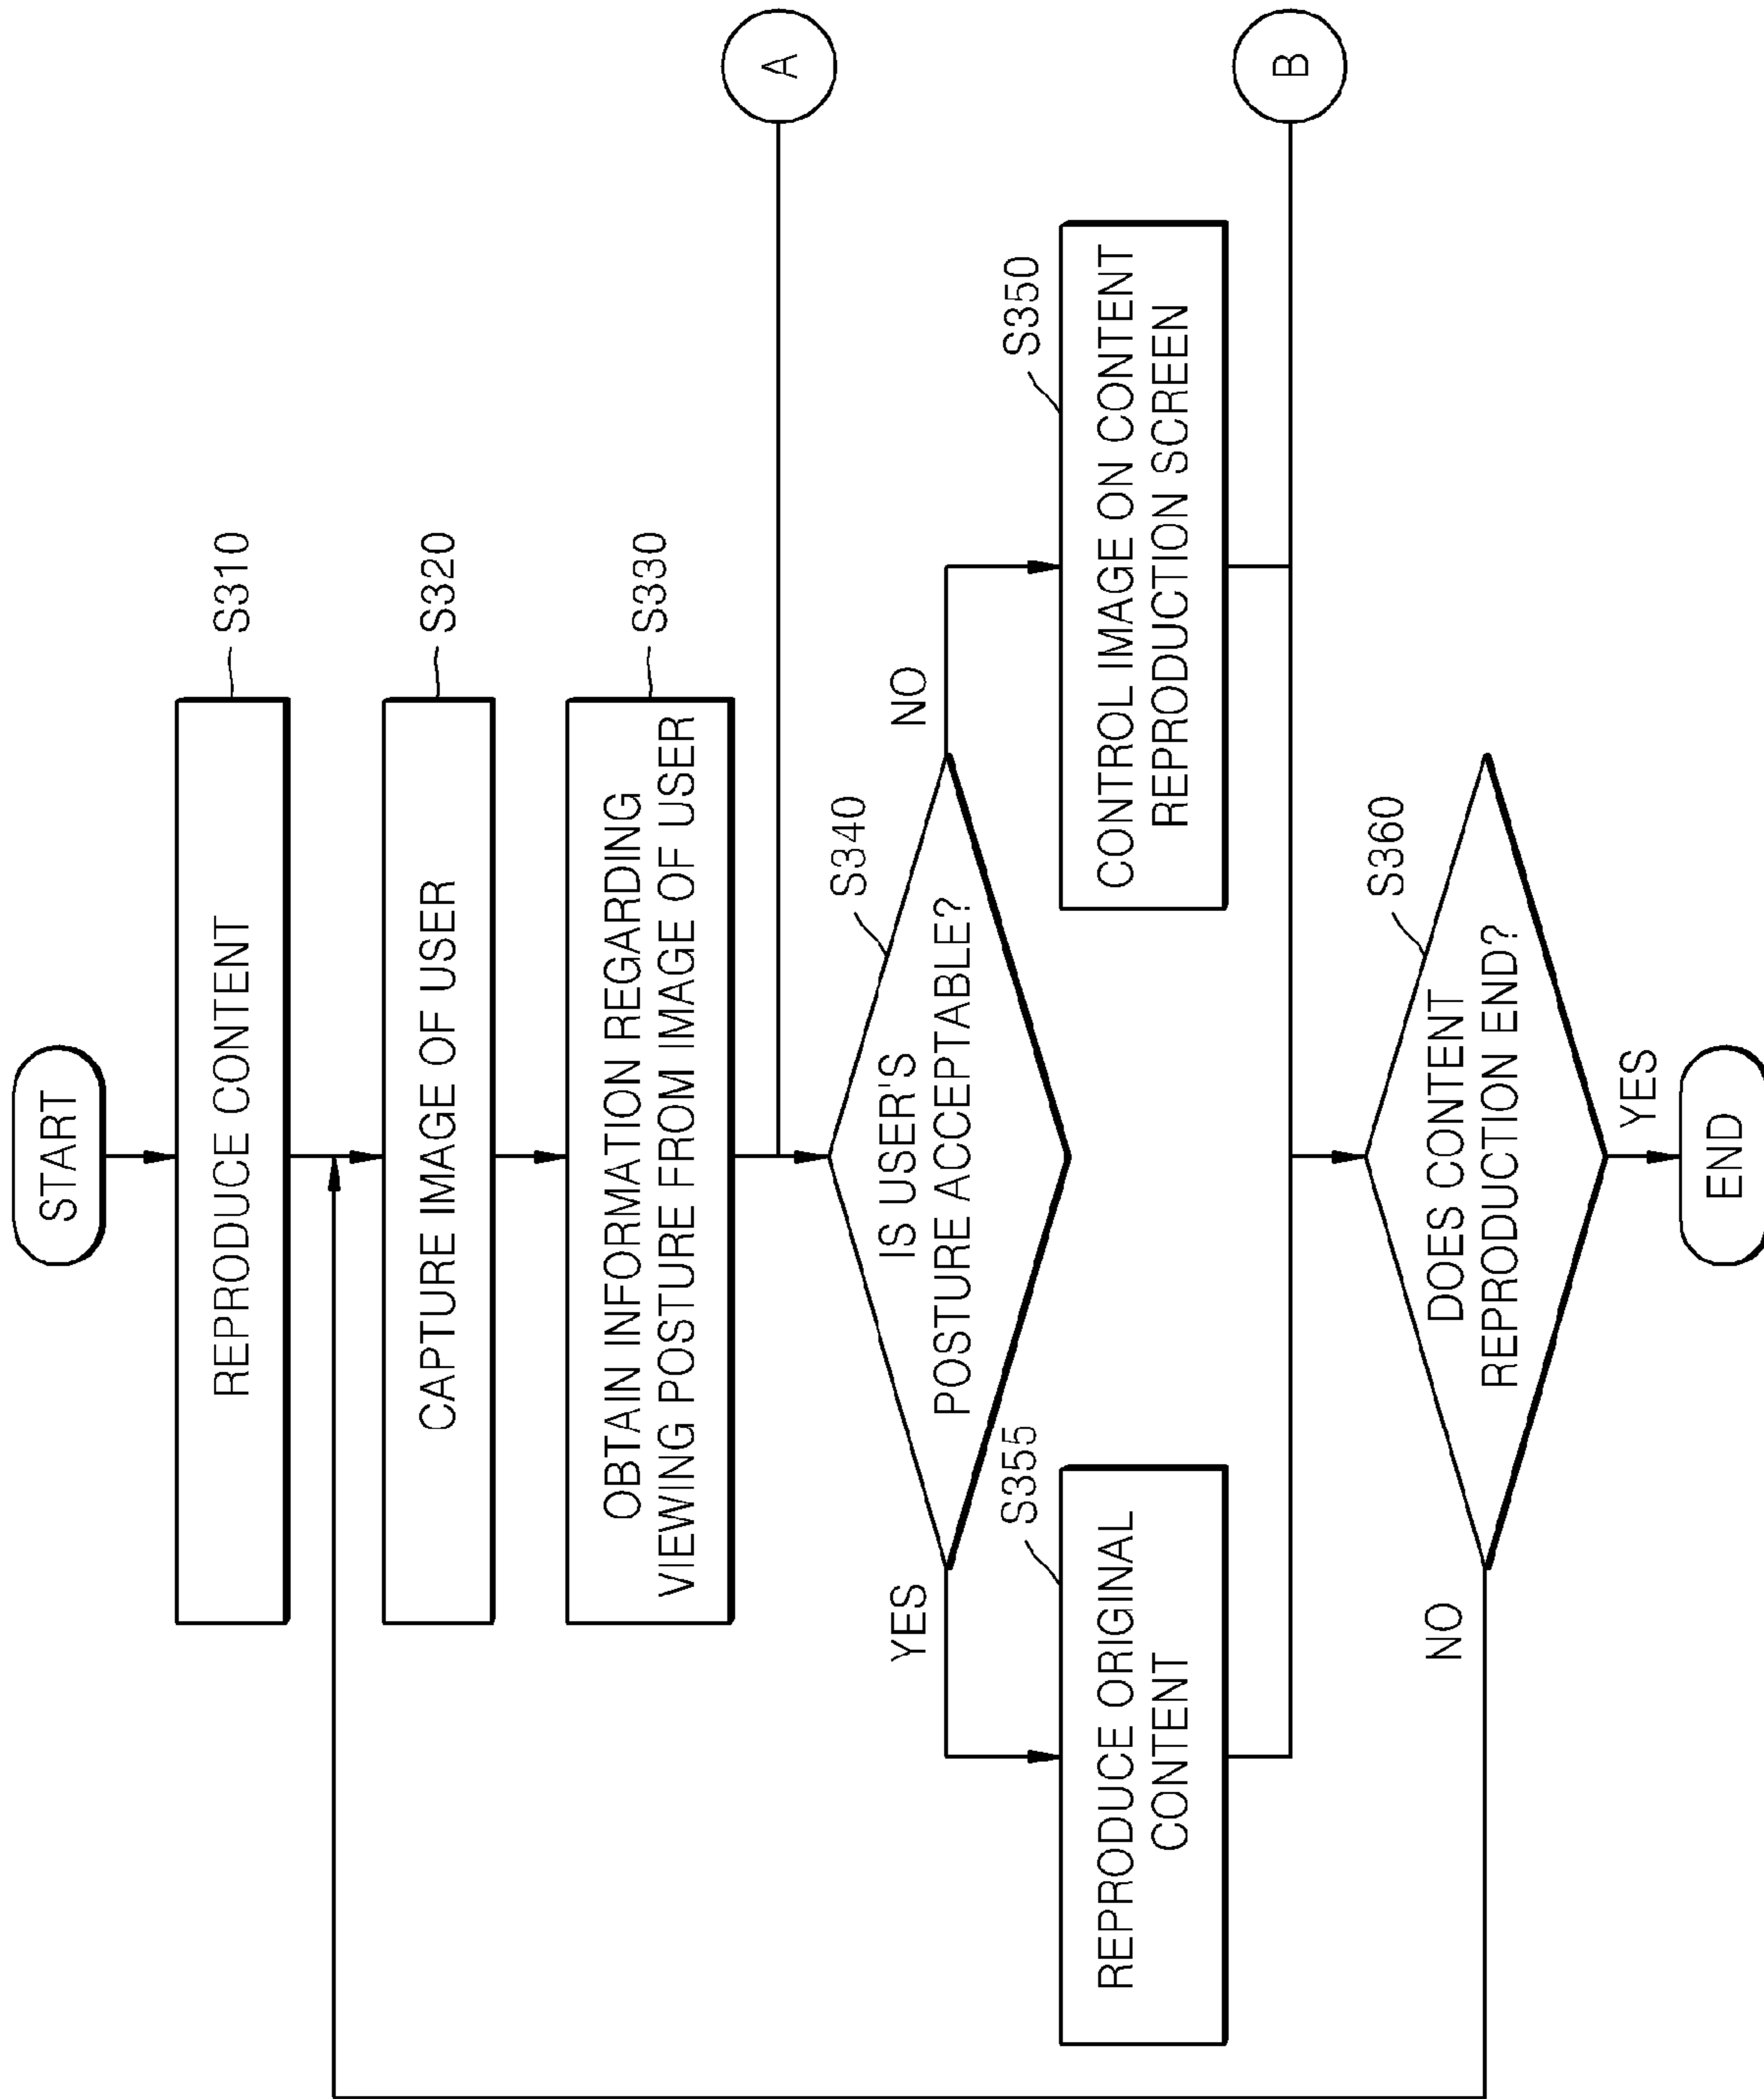 START
REPRODUCE CONTENT
S310
CAPTURE IMAGE OF USER
S320
OBTAIN INFORMATION REGARDING
VIEWING POSTURE FROM IMAGE OF USER
S330
A
IS USER'S
POSTURE ACCEPTABLE?
S340
YES
NO
REPRODUCE ORIGINAL
CONTENT
S355
CONTROL IMAGE ON CONTENT
REPRODUCTION SCREEN
S350
B
DOES CONTENT
REPRODUCTION END?
S360
NO
YES
END